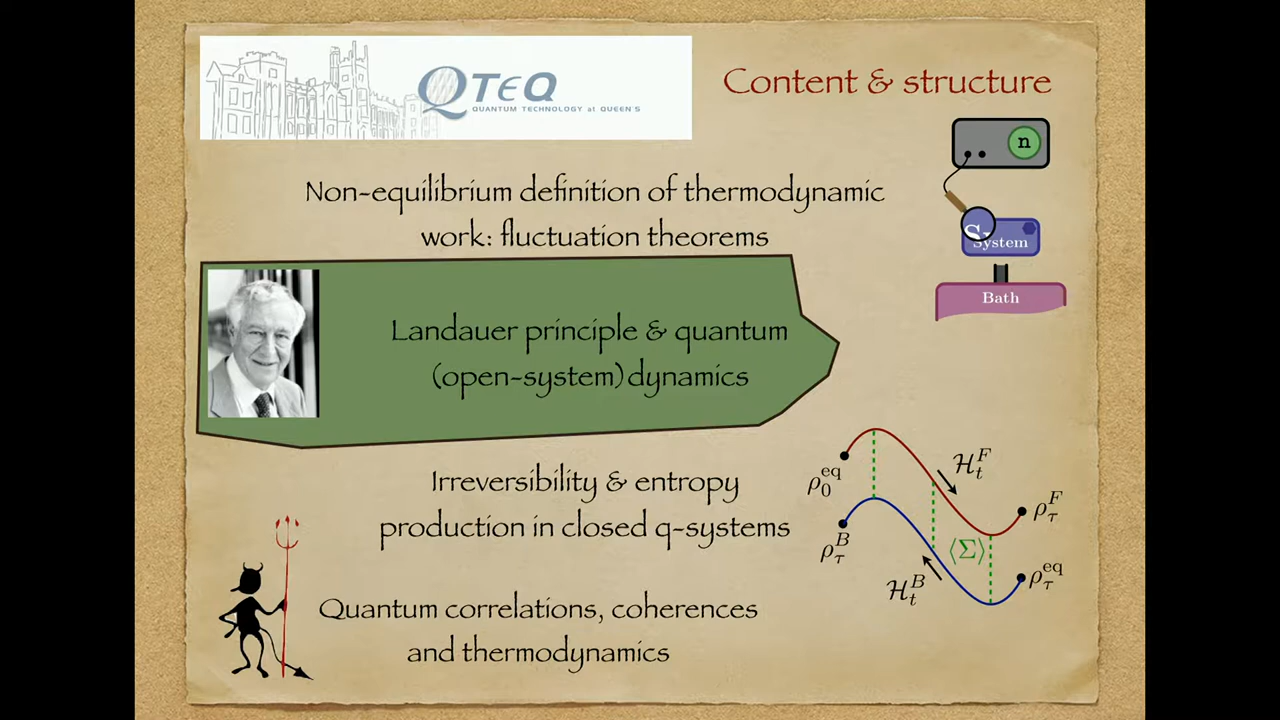 QTEQ
QUANTUM TECHNOLOGY at QUEEN'S
Content & structure
n
Non-equilibrium definition of thermodynamic
work: fluctuation theorems
Sy
System
Bath
Landauer principle & quantum
(open-system) dynamics
Irreversibility & entropy
production in closed q-systems
ρ₀^eq
ℋ_t^F
ρ_τ^F
ρ_τ^B
⟨Σ⟩
ℋ_t^B
ρ_τ^eq
Quantum correlations, coherences
and thermodynamics